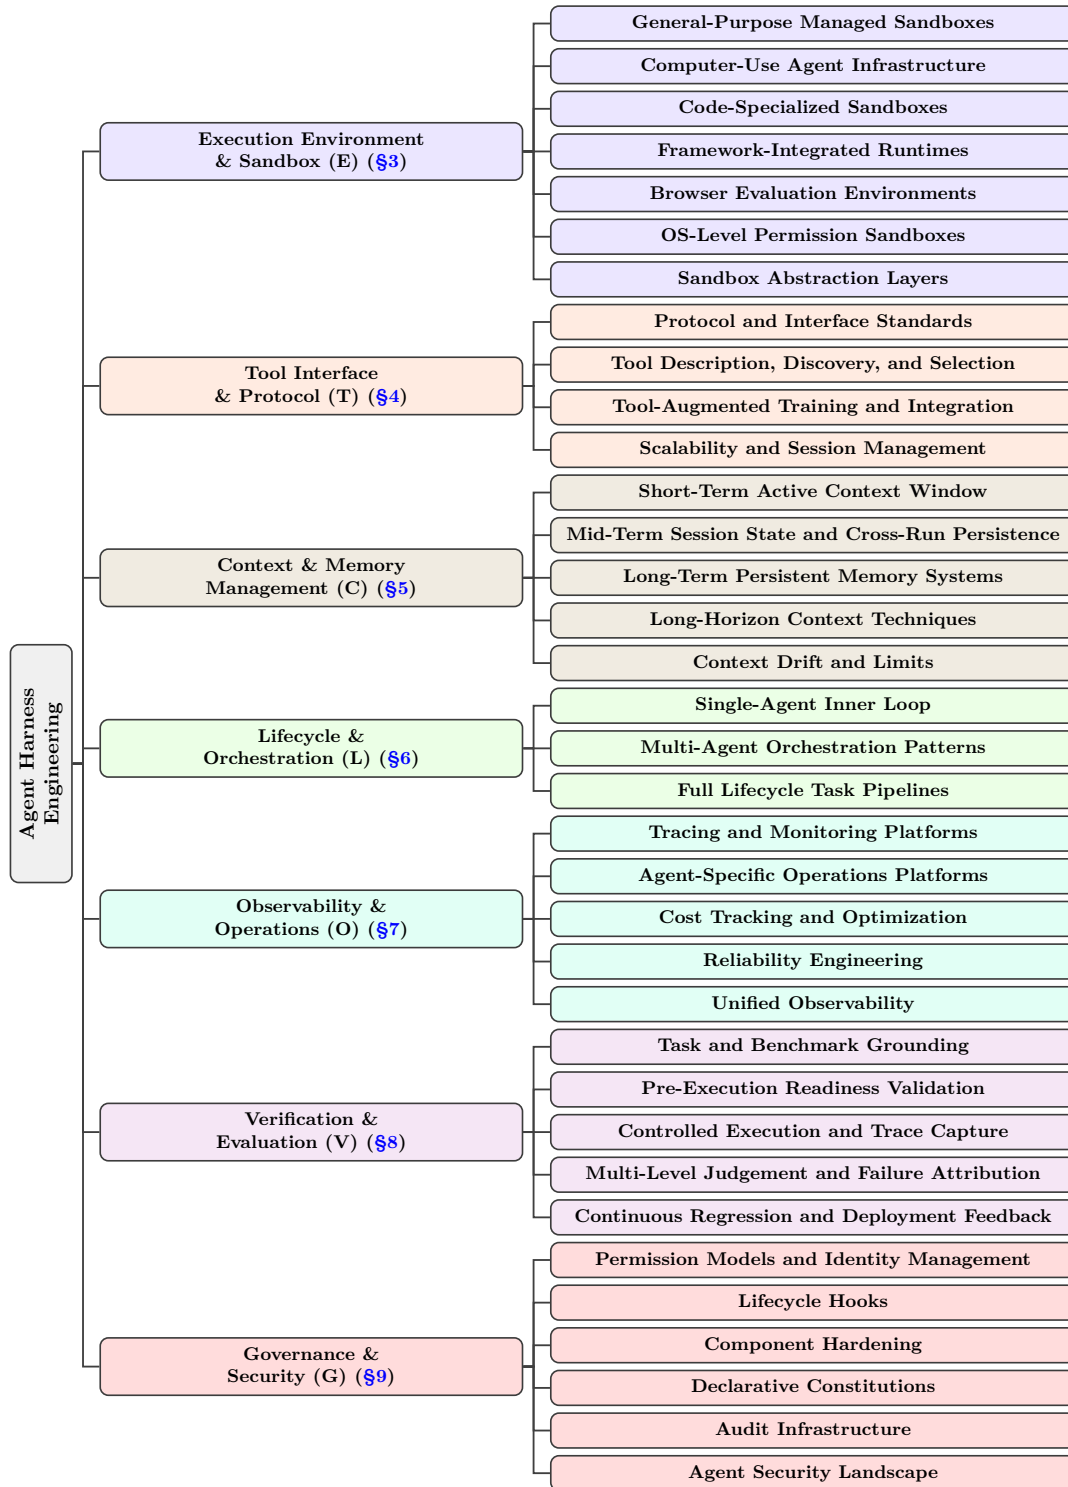 General-Purpose Managed Sandboxes
Computer-Use Agent Infrastructure
Code-Specialized Sandboxes
Execution Environment
& Sandbox (E) (§3)
Framework-Integrated Runtimes
Browser Evaluation Environments
OS-Level Permission Sandboxes
Sandbox Abstraction Layers
Protocol and Interface Standards
Tool Interface
& Protocol (T) (§4)
Tool Description, Discovery, and Selection
Tool-Augmented Training and Integration
Scalability and Session Management
Short-Term Active Context Window
Mid-Term Session State and Cross-Run Persistence
Context & Memory
Management (C) (§5)
Long-Term Persistent Memory Systems
Long-Horizon Context Techniques
Context Drift and Limits
Agent Harness
Engineering
Single-Agent Inner Loop
Lifecycle &
Orchestration (L) (§6)
Multi-Agent Orchestration Patterns
Full Lifecycle Task Pipelines
Tracing and Monitoring Platforms
Agent-Specific Operations Platforms
Observability &
Operations (O) (§7)
Cost Tracking and Optimization
Reliability Engineering
Unified Observability
Task and Benchmark Grounding
Pre-Execution Readiness Validation
Verification &
Evaluation (V) (§8)
Controlled Execution and Trace Capture
Multi-Level Judgement and Failure Attribution
Continuous Regression and Deployment Feedback
Permission Models and Identity Management
Lifecycle Hooks
Component Hardening
Governance &
Security (G) (§9)
Declarative Constitutions
Audit Infrastructure
Agent Security Landscape